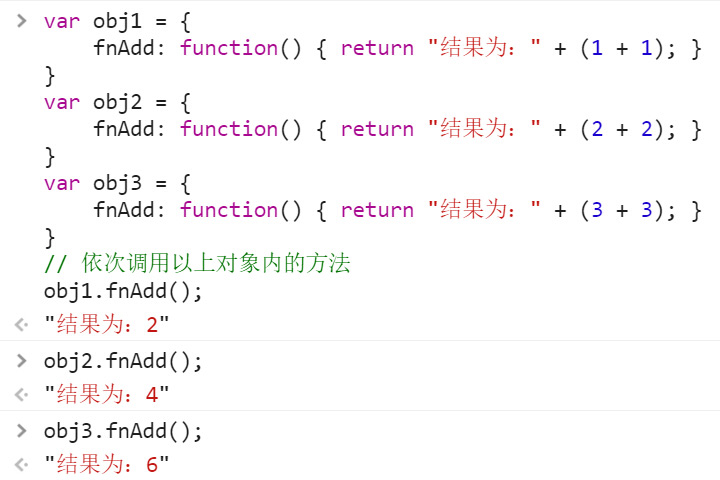 var obj1 = {
    fnAdd: function() { return "结果为：" + (1 + 1); }
}
var obj2 = {
    fnAdd: function() { return "结果为：" + (2 + 2); }
}
var obj3 = {
    fnAdd: function() { return "结果为：" + (3 + 3); }
}
// 依次调用以上对象内的方法
obj1.fnAdd();
"结果为：2"
obj2.fnAdd();
"结果为：4"
obj3.fnAdd();
"结果为：6"